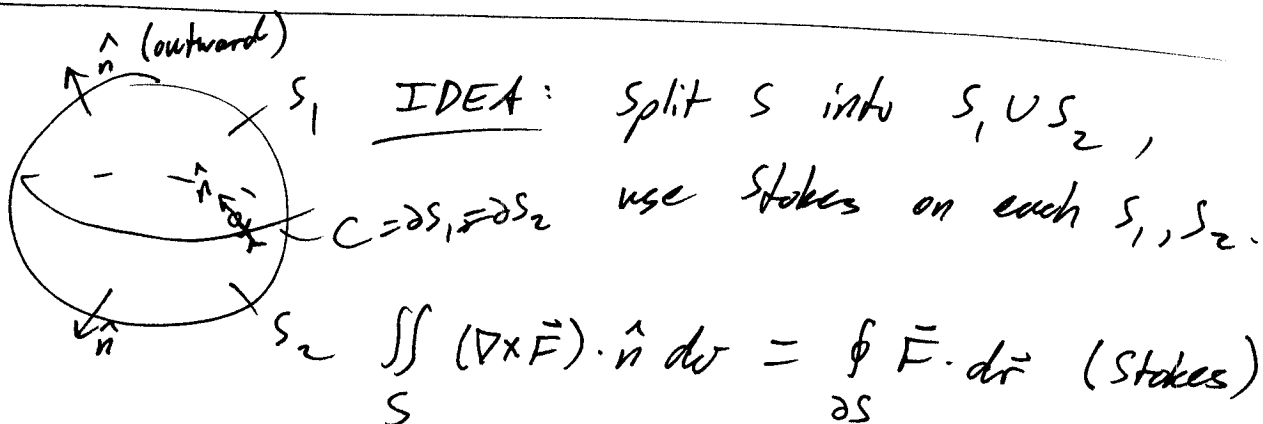 n̂ (outward)
S₁ IDEA: Split S into S₁ ∪ S₂,
n̂
C = ∂S₁ = ∂S₂ use Stokes on each S₁, S₂.
n̂ S₂ ∬_S (∇×F⃗)·n̂ dσ = ∮_∂S F⃗·dr⃗ (Stokes)